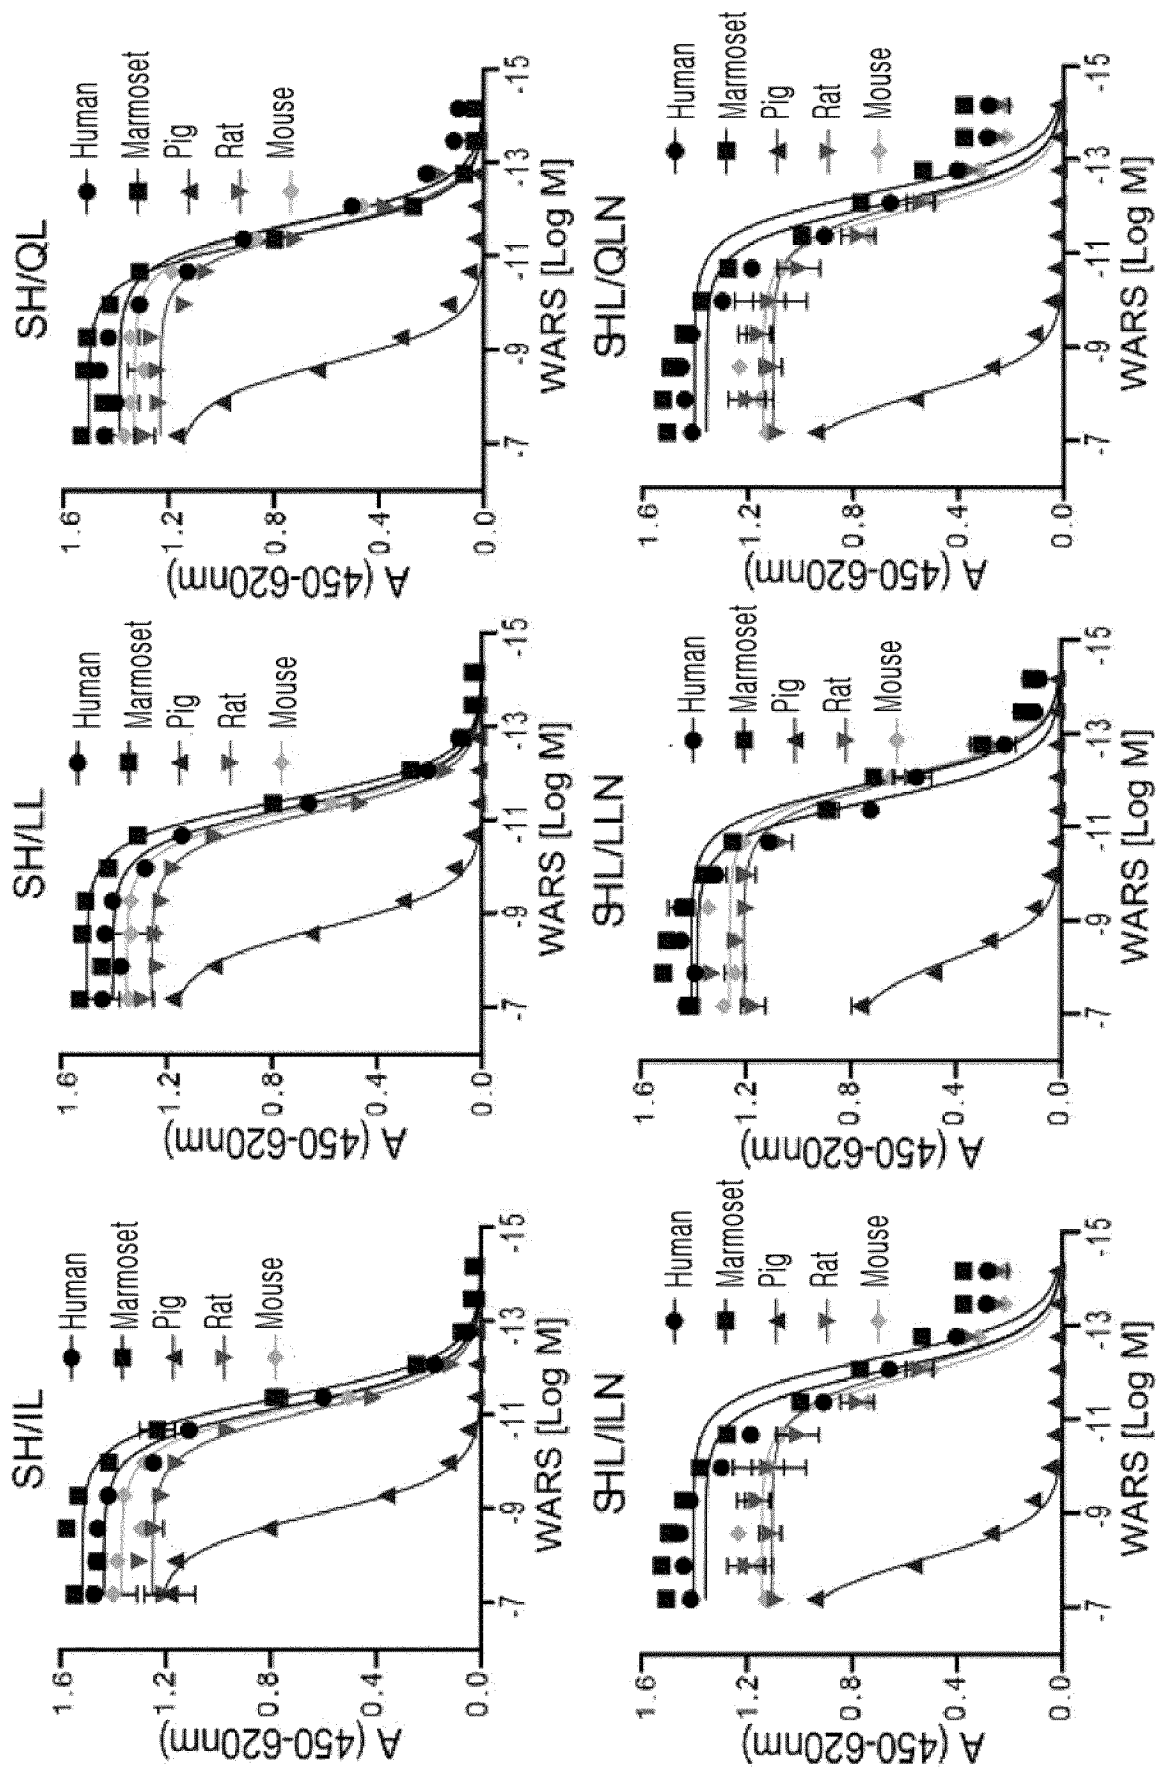 SH/IL
A (450-620nm)
1.6
1.2
0.8
0.4
0.0
-7
-9
-11
-13
-15
WARS [Log M]
Human
Marmoset
Pig
Rat
Mouse
SH/LL
A (450-620nm)
1.6
1.2
0.8
0.4
0.0
-7
-9
-11
-13
-15
WARS [Log M]
Human
Marmoset
Pig
Rat
Mouse
SH/QL
A (450-620nm)
1.6
1.2
0.8
0.4
0.0
-7
-9
-11
-13
-15
WARS [Log M]
Human
Marmoset
Pig
Rat
Mouse
SHL/ILN
A (450-620nm)
1.6
1.2
0.8
0.4
0.0
-7
-9
-11
-13
-15
WARS [Log M]
Human
Marmoset
Pig
Rat
Mouse
SHL/LLN
A (450-620nm)
1.6
1.2
0.8
0.4
0.0
-7
-9
-11
-13
-15
WARS [Log M]
Human
Marmoset
Pig
Rat
Mouse
SHL/QLN
A (450-620nm)
1.6
1.2
0.8
0.4
0.0
-7
-9
-11
-13
-15
WARS [Log M]
Human
Marmoset
Pig
Rat
Mouse